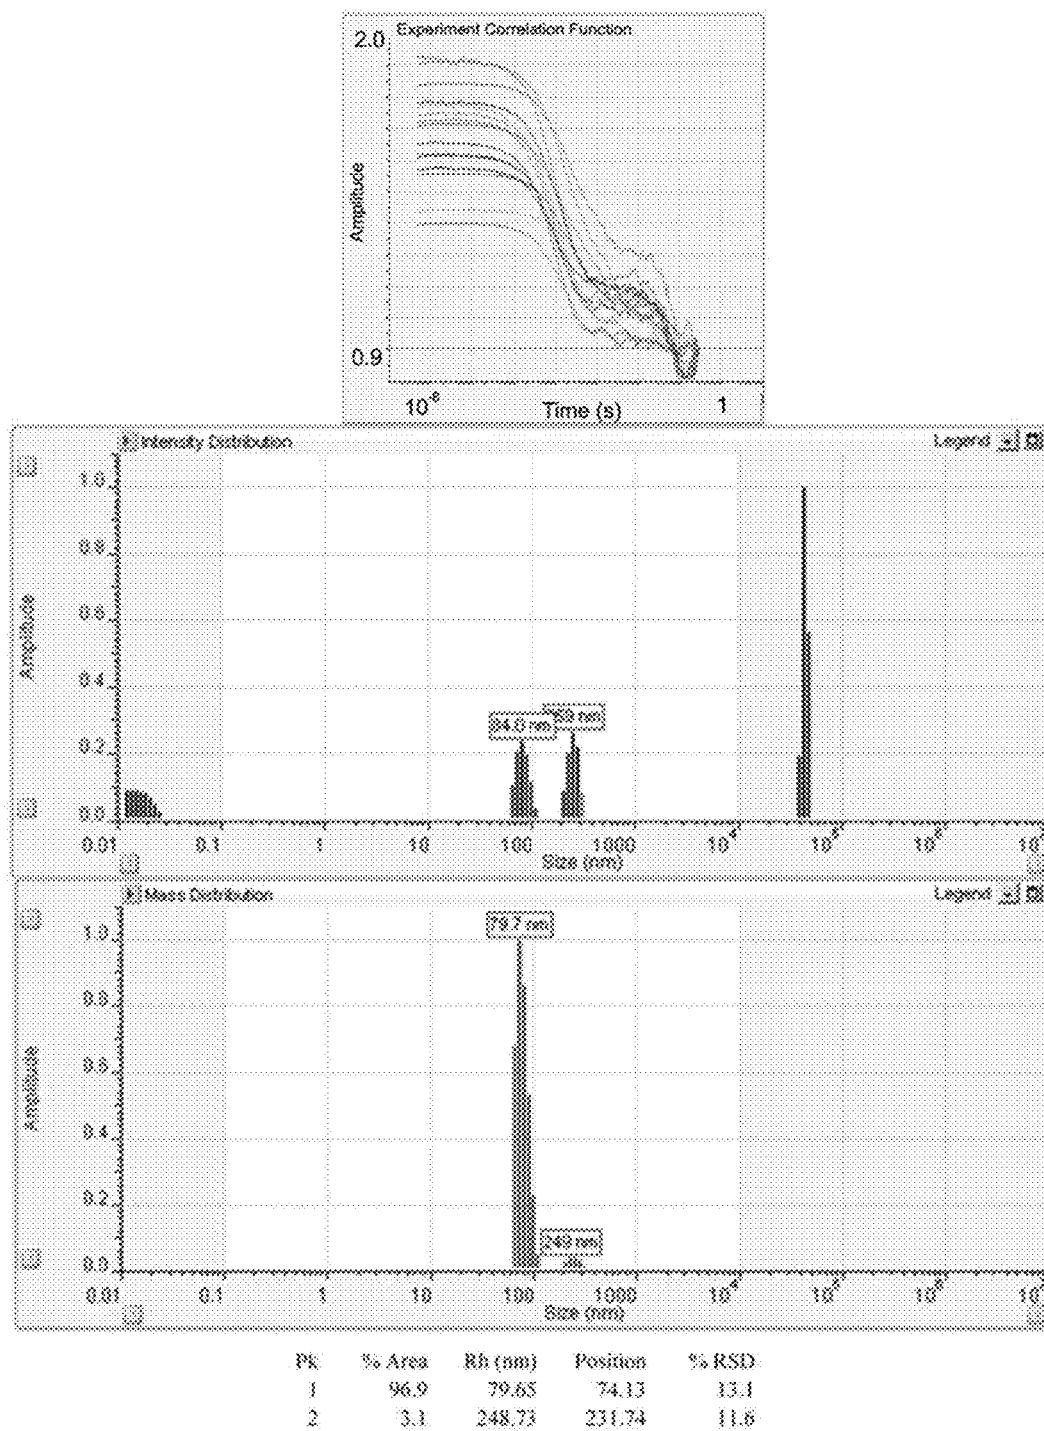 Experiment Correlation Function
2.0
Amplitude
0.9
10⁻⁶ Time (s) 1
Intensity Distribution Legend
1.0
0.8
0.6
0.4
0.2
0.0
Amplitude
84.0 nm 259 nm
0.01 0.1 1 10 100 1000 10⁴ 10⁵ 10⁶
Size (nm)
Mass Distribution Legend
1.0
0.8
0.6
0.4
0.2
0.0
Amplitude
79.7 nm
249 nm
0.01 0.1 1 10 100 1000 10⁴ 10⁵ 10⁶
Size (nm)
Pk % Area Rh (nm) Position % RSD
1 96.9 79.65 74.13 13.1
2 3.1 248.73 231.74 11.6